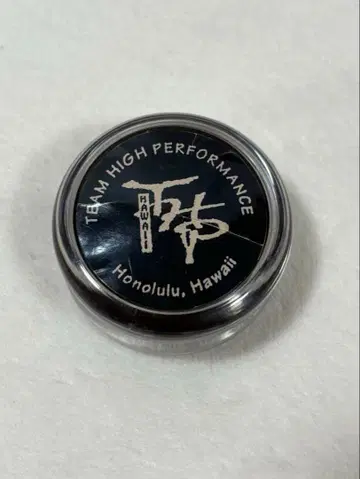 TEAM HIGH PERFORMANCE
THP
HAWAII
Honolulu, Hawaii